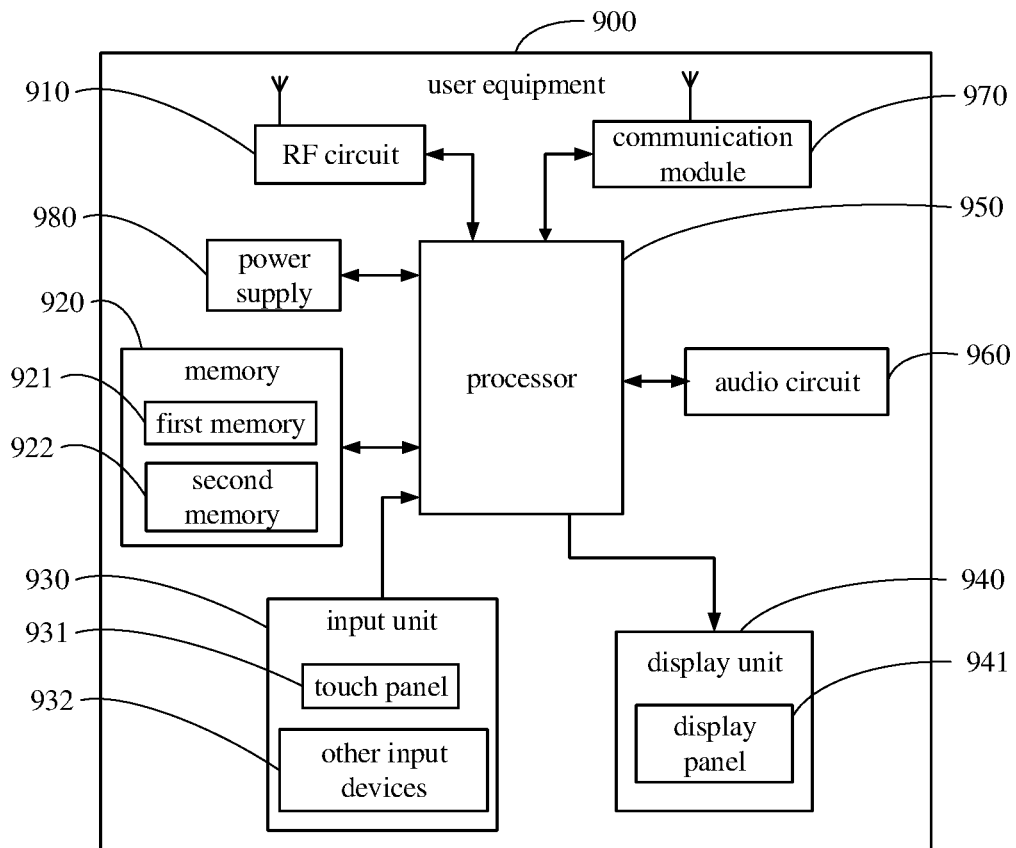 900
user equipment
910
RF circuit
communication
module
970
980
power
supply
950
920
memory
921
first memory
922
second
memory
processor
audio circuit
960
930
input unit
931
touch panel
932
other input
devices
940
display unit
941
display
panel